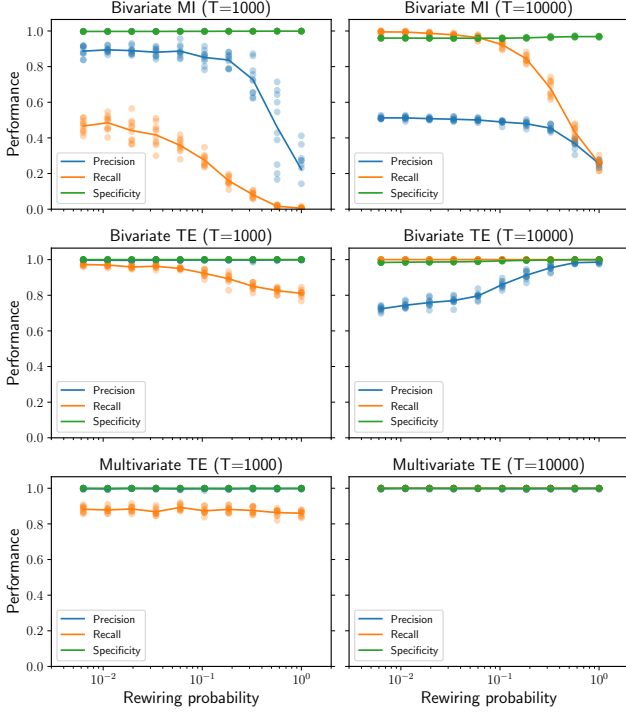 Bivariate MI (T=1000)
Bivariate MI (T=10000)
1.0
0.8
0.6
0.4
0.2
0.0
Performance
Precision
Recall
Specificity
Precision
Recall
Specificity
Bivariate TE (T=1000)
Bivariate TE (T=10000)
1.0
0.8
0.6
0.4
0.2
0.0
Performance
Precision
Recall
Specificity
Precision
Recall
Specificity
Multivariate TE (T=1000)
Multivariate TE (T=10000)
1.0
0.8
0.6
0.4
0.2
0.0
Performance
Precision
Recall
Specificity
Precision
Recall
Specificity
10⁻² 10⁻¹ 10⁰
10⁻² 10⁻¹ 10⁰
Rewiring probability
Rewiring probability